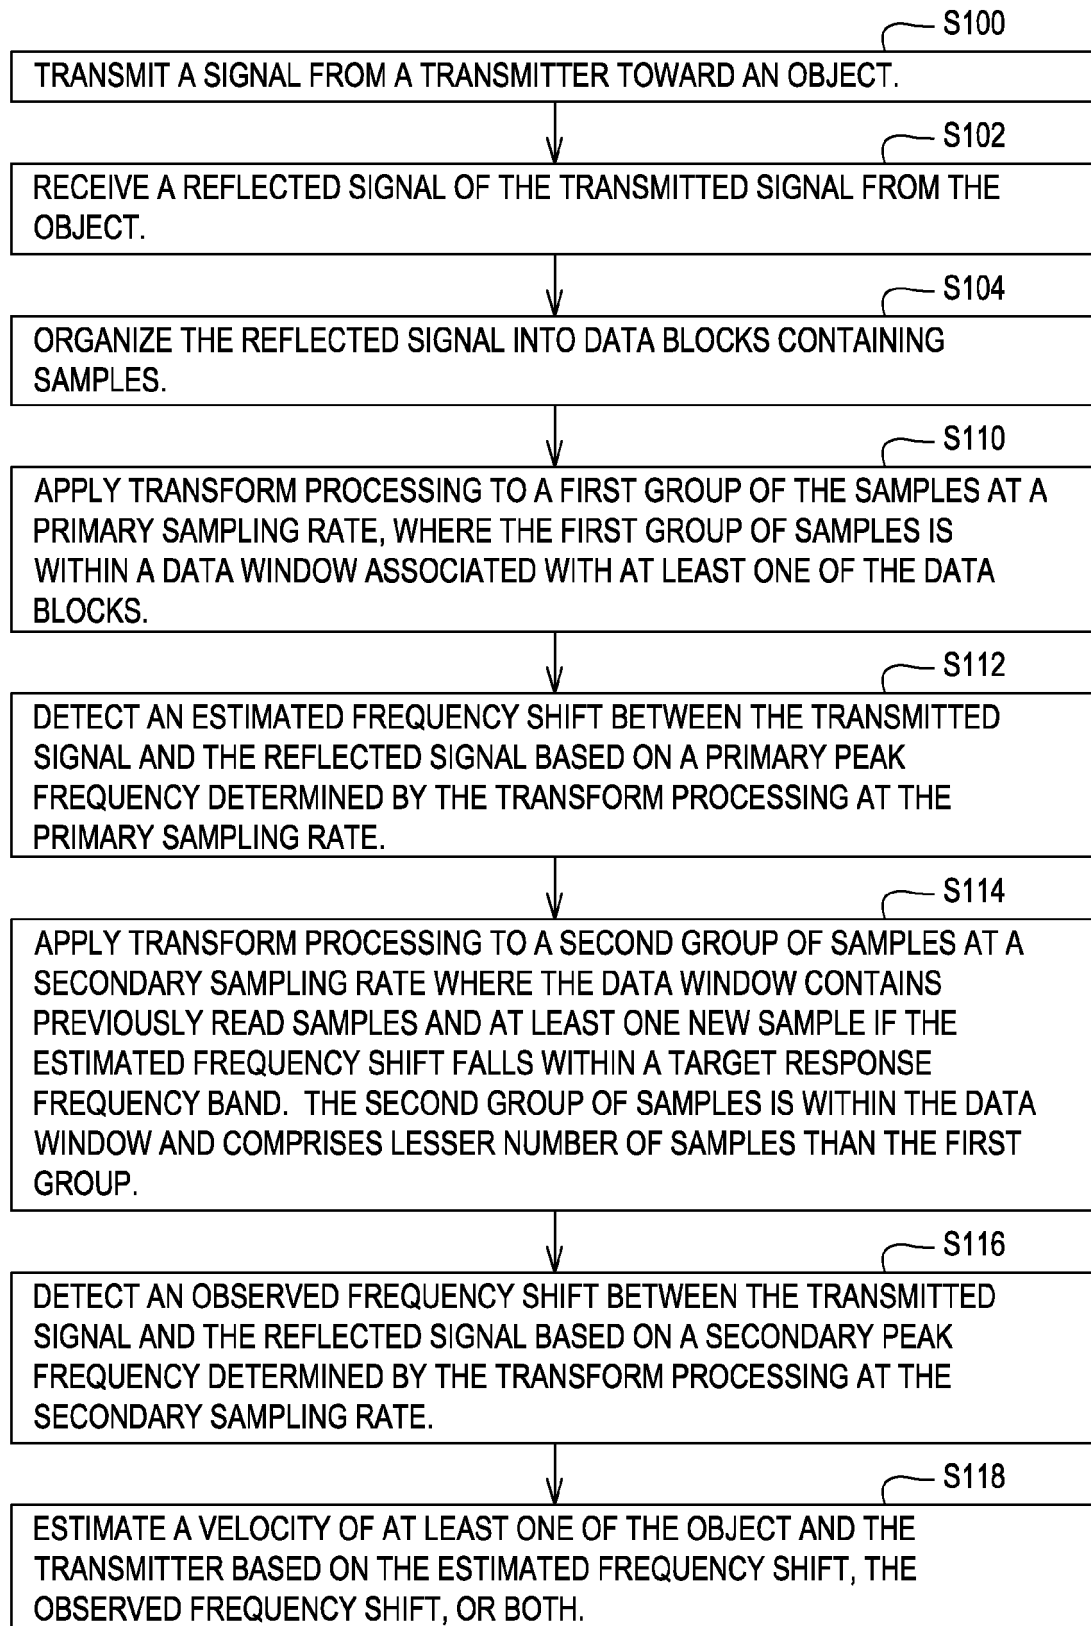 S100
TRANSMIT A SIGNAL FROM A TRANSMITTER TOWARD AN OBJECT.
S102
RECEIVE A REFLECTED SIGNAL OF THE TRANSMITTED SIGNAL FROM THE
OBJECT.
S104
ORGANIZE THE REFLECTED SIGNAL INTO DATA BLOCKS CONTAINING
SAMPLES.
S110
APPLY TRANSFORM PROCESSING TO A FIRST GROUP OF THE SAMPLES AT A
PRIMARY SAMPLING RATE, WHERE THE FIRST GROUP OF SAMPLES IS
WITHIN A DATA WINDOW ASSOCIATED WITH AT LEAST ONE OF THE DATA
BLOCKS.
S112
DETECT AN ESTIMATED FREQUENCY SHIFT BETWEEN THE TRANSMITTED
SIGNAL AND THE REFLECTED SIGNAL BASED ON A PRIMARY PEAK
FREQUENCY DETERMINED BY THE TRANSFORM PROCESSING AT THE
PRIMARY SAMPLING RATE.
S114
APPLY TRANSFORM PROCESSING TO A SECOND GROUP OF SAMPLES AT A
SECONDARY SAMPLING RATE WHERE THE DATA WINDOW CONTAINS
PREVIOUSLY READ SAMPLES AND AT LEAST ONE NEW SAMPLE IF THE
ESTIMATED FREQUENCY SHIFT FALLS WITHIN A TARGET RESPONSE
FREQUENCY BAND. THE SECOND GROUP OF SAMPLES IS WITHIN THE DATA
WINDOW AND COMPRISES LESSER NUMBER OF SAMPLES THAN THE FIRST
GROUP.
S116
DETECT AN OBSERVED FREQUENCY SHIFT BETWEEN THE TRANSMITTED
SIGNAL AND THE REFLECTED SIGNAL BASED ON A SECONDARY PEAK
FREQUENCY DETERMINED BY THE TRANSFORM PROCESSING AT THE
SECONDARY SAMPLING RATE.
S118
ESTIMATE A VELOCITY OF AT LEAST ONE OF THE OBJECT AND THE
TRANSMITTER BASED ON THE ESTIMATED FREQUENCY SHIFT, THE
OBSERVED FREQUENCY SHIFT, OR BOTH.